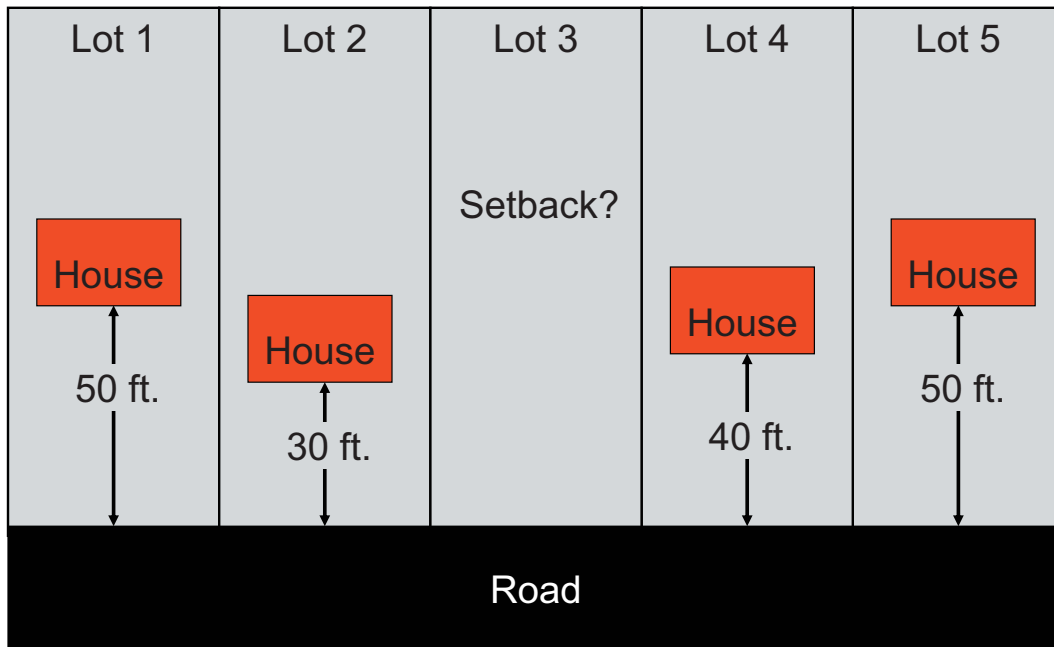 Lot 1
Lot 2
Lot 3
Lot 4
Lot 5
Setback?
House
House
House
House
50 ft.
30 ft.
40 ft.
50 ft.
Road